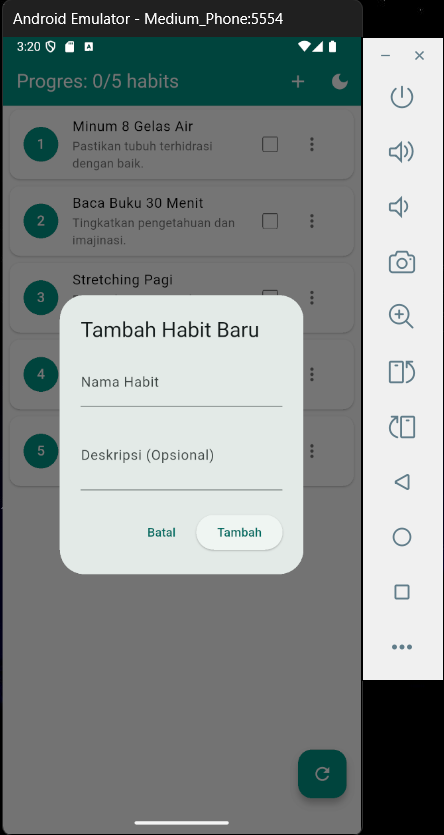 Android Emulator - Medium_Phone:5554
3:20
Progres: 0/5 habits
1
Minum 8 Gelas Air
Pastikan tubuh terhidrasi
dengan baik.
2
Baca Buku 30 Menit
Tingkatkan pengetahuan dan
imajinasi.
3
Stretching Pagi
4
5
Tambah Habit Baru
Nama Habit
Deskripsi (Opsional)
Batal
Tambah